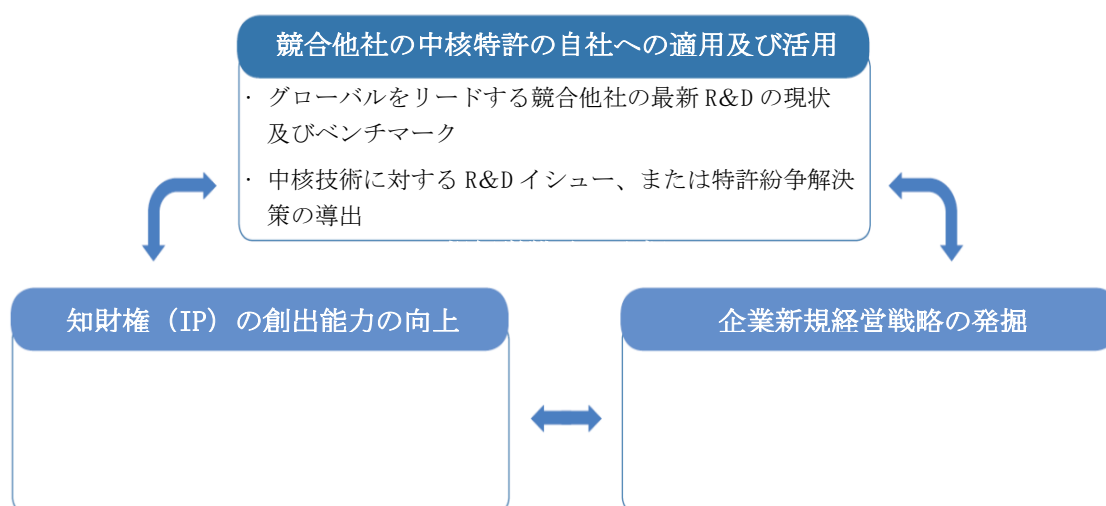 競合他社の中核特許の自社への適用及び活用
· グローバルをリードする競合他社の最新 R&D の現状
及びベンチマーク
· 中核技術に対する R&D イシュー、または特許紛争解決
策の導出
知財権（IP）の創出能力の向上
企業新規経営戦略の発掘